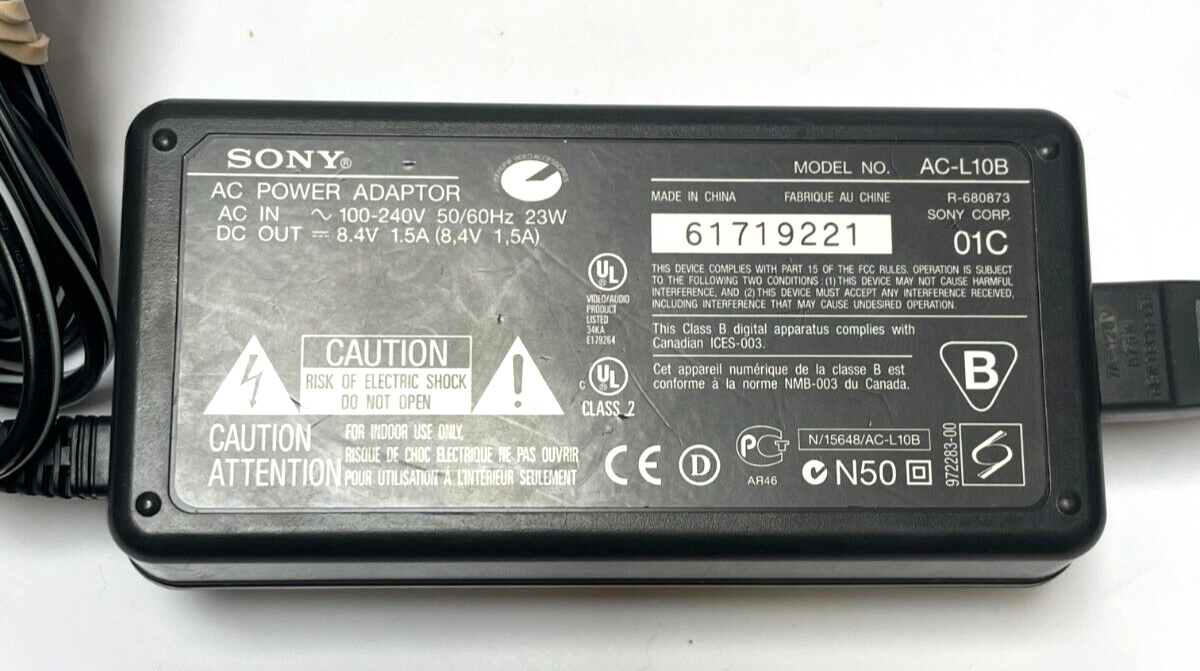 SONY®
AC POWER ADAPTOR
AC IN ~ 100-240V 50/60Hz 23W
DC OUT ⎓ 8.4V 1.5A (8,4V 1,5A)
MODEL NO. AC-L10B
MADE IN CHINA FABRIQUE AU CHINE R-680873
SONY CORP.
61719221 01C
THIS DEVICE COMPLIES WITH PART 15 OF THE FCC RULES. OPERATION IS SUBJECT
TO THE FOLLOWING TWO CONDITIONS : (1) THIS DEVICE MAY NOT CAUSE HARMFUL
INTERFERENCE, AND (2) THIS DEVICE MUST ACCEPT ANY INTERFERENCE RECEIVED,
INCLUDING INTERFERENCE THAT MAY CAUSE UNDESIRED OPERATION.
UL
VIDEO/AUDIO
PRODUCT
LISTED
34KA
E179264
This Class B digital apparatus complies with
Canadian ICES-003.
Cet appareil numérique de la classe B est
conforme à la norme NMB-003 du Canada.
B
c UL
CLASS 2
CAUTION
RISK OF ELECTRIC SHOCK
DO NOT OPEN
CAUTION FOR INDOOR USE ONLY.
RISQUE DE CHOC ÉLECTRIQUE NE PAS OUVRIR
ATTENTION POUR UTILISATION À L'INTÉRIEUR SEULEMENT
CE D
АЯ46
N/15648/AC-L10B
N50
972283-00